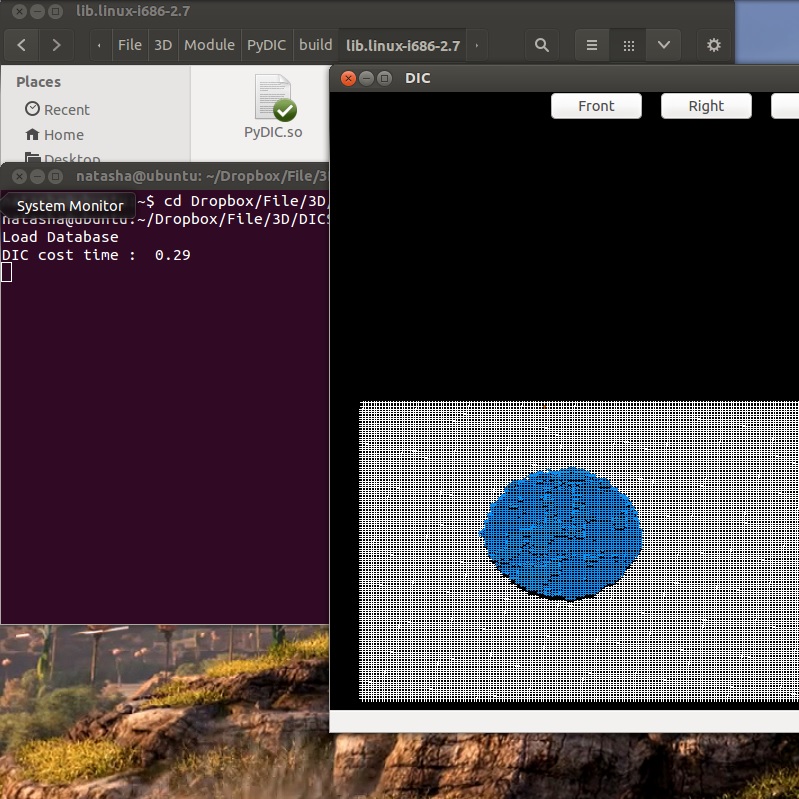 lib.linux-i686-2.7
File 3D Module PyDIC build lib.linux-i686-2.7
DIC
Front Right
Places
Recent
Home
Desktop
PyDIC.so
natasha@ubuntu: ~/Dropbox/File/3
System Monitor
~$ cd Dropbox/File/3D/
natasha@ubuntu:~/Dropbox/File/3D/DIC
Load Database
DIC cost time :  0.29